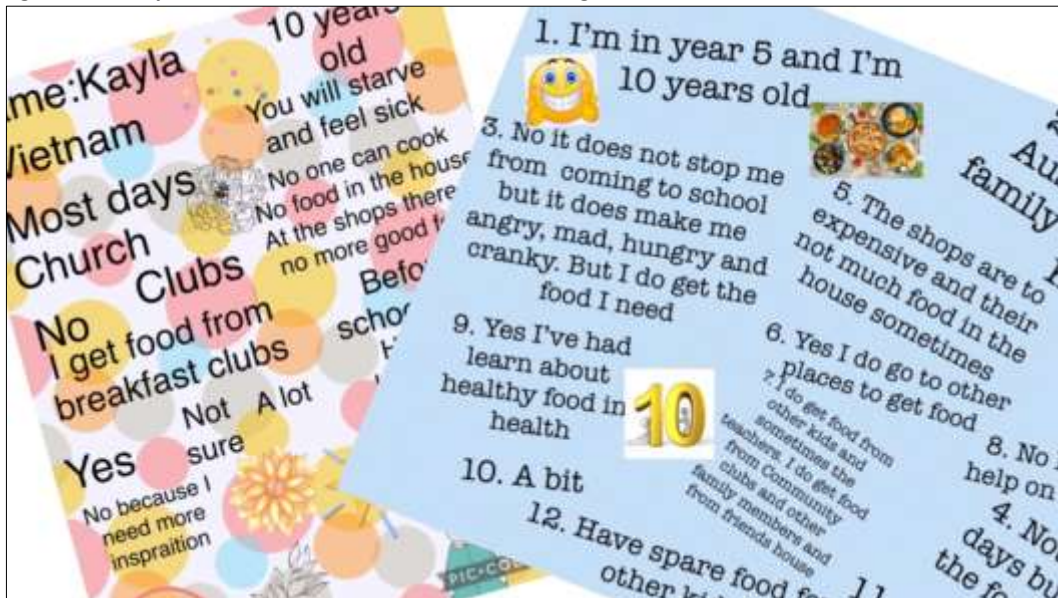 me:Kayla
Vietnam
Most days
Church
Clubs
No
I get food from
breakfast clubs
Not
sure
A lot
Yes
No because I
need more
inspraition
10 years
old
You will starve
and feel sick
No one can cook
No food in the house
At the shops there
no more good
PIC•CO
1. I'm in year 5 and I'm
10 years old
3. No it does not stop me
from coming to school
but it does make me
angry, mad, hungry and
cranky. But I do get the
food I need
9. Yes I've had
learn about
healthy food in
health
10
10. A bit
12. Have spare food
other
family
5. The shops are to
expensive and their
not much food in the
house sometimes
6. Yes I do go to other
places to get food
7. I do get food from
other kids and
sometimes the
teachers. I do get food
from Community
clubs and other
family members and
from friends house
8. No
help on
4.
days
11